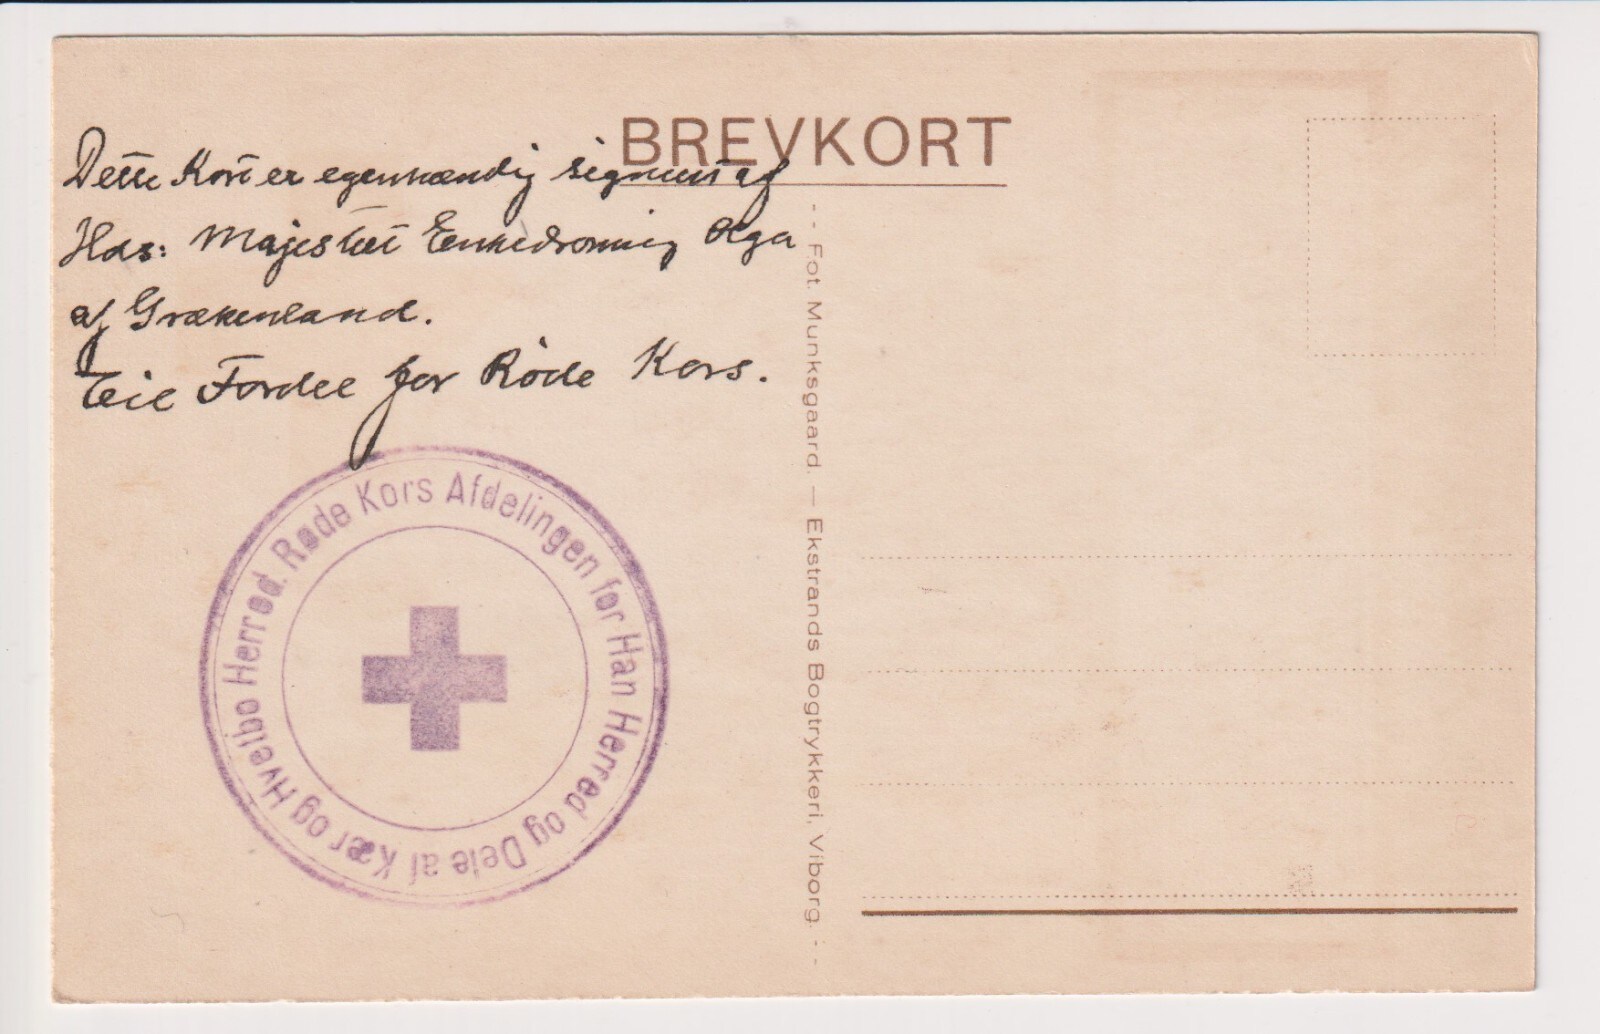 BREVKORT
Dette Kort er egenhændig signeret af
Hds: Majestæt Enkedronning Olga
af Grækenland.
Til Fordel for Røde Kors.
Røde Kors Afdelingen for Han Herred og Dele af Kær og Hvetbo Herred.
- - Fot. Munksgaard. — Ekstrands Bogtrykkeri, Viborg. - -